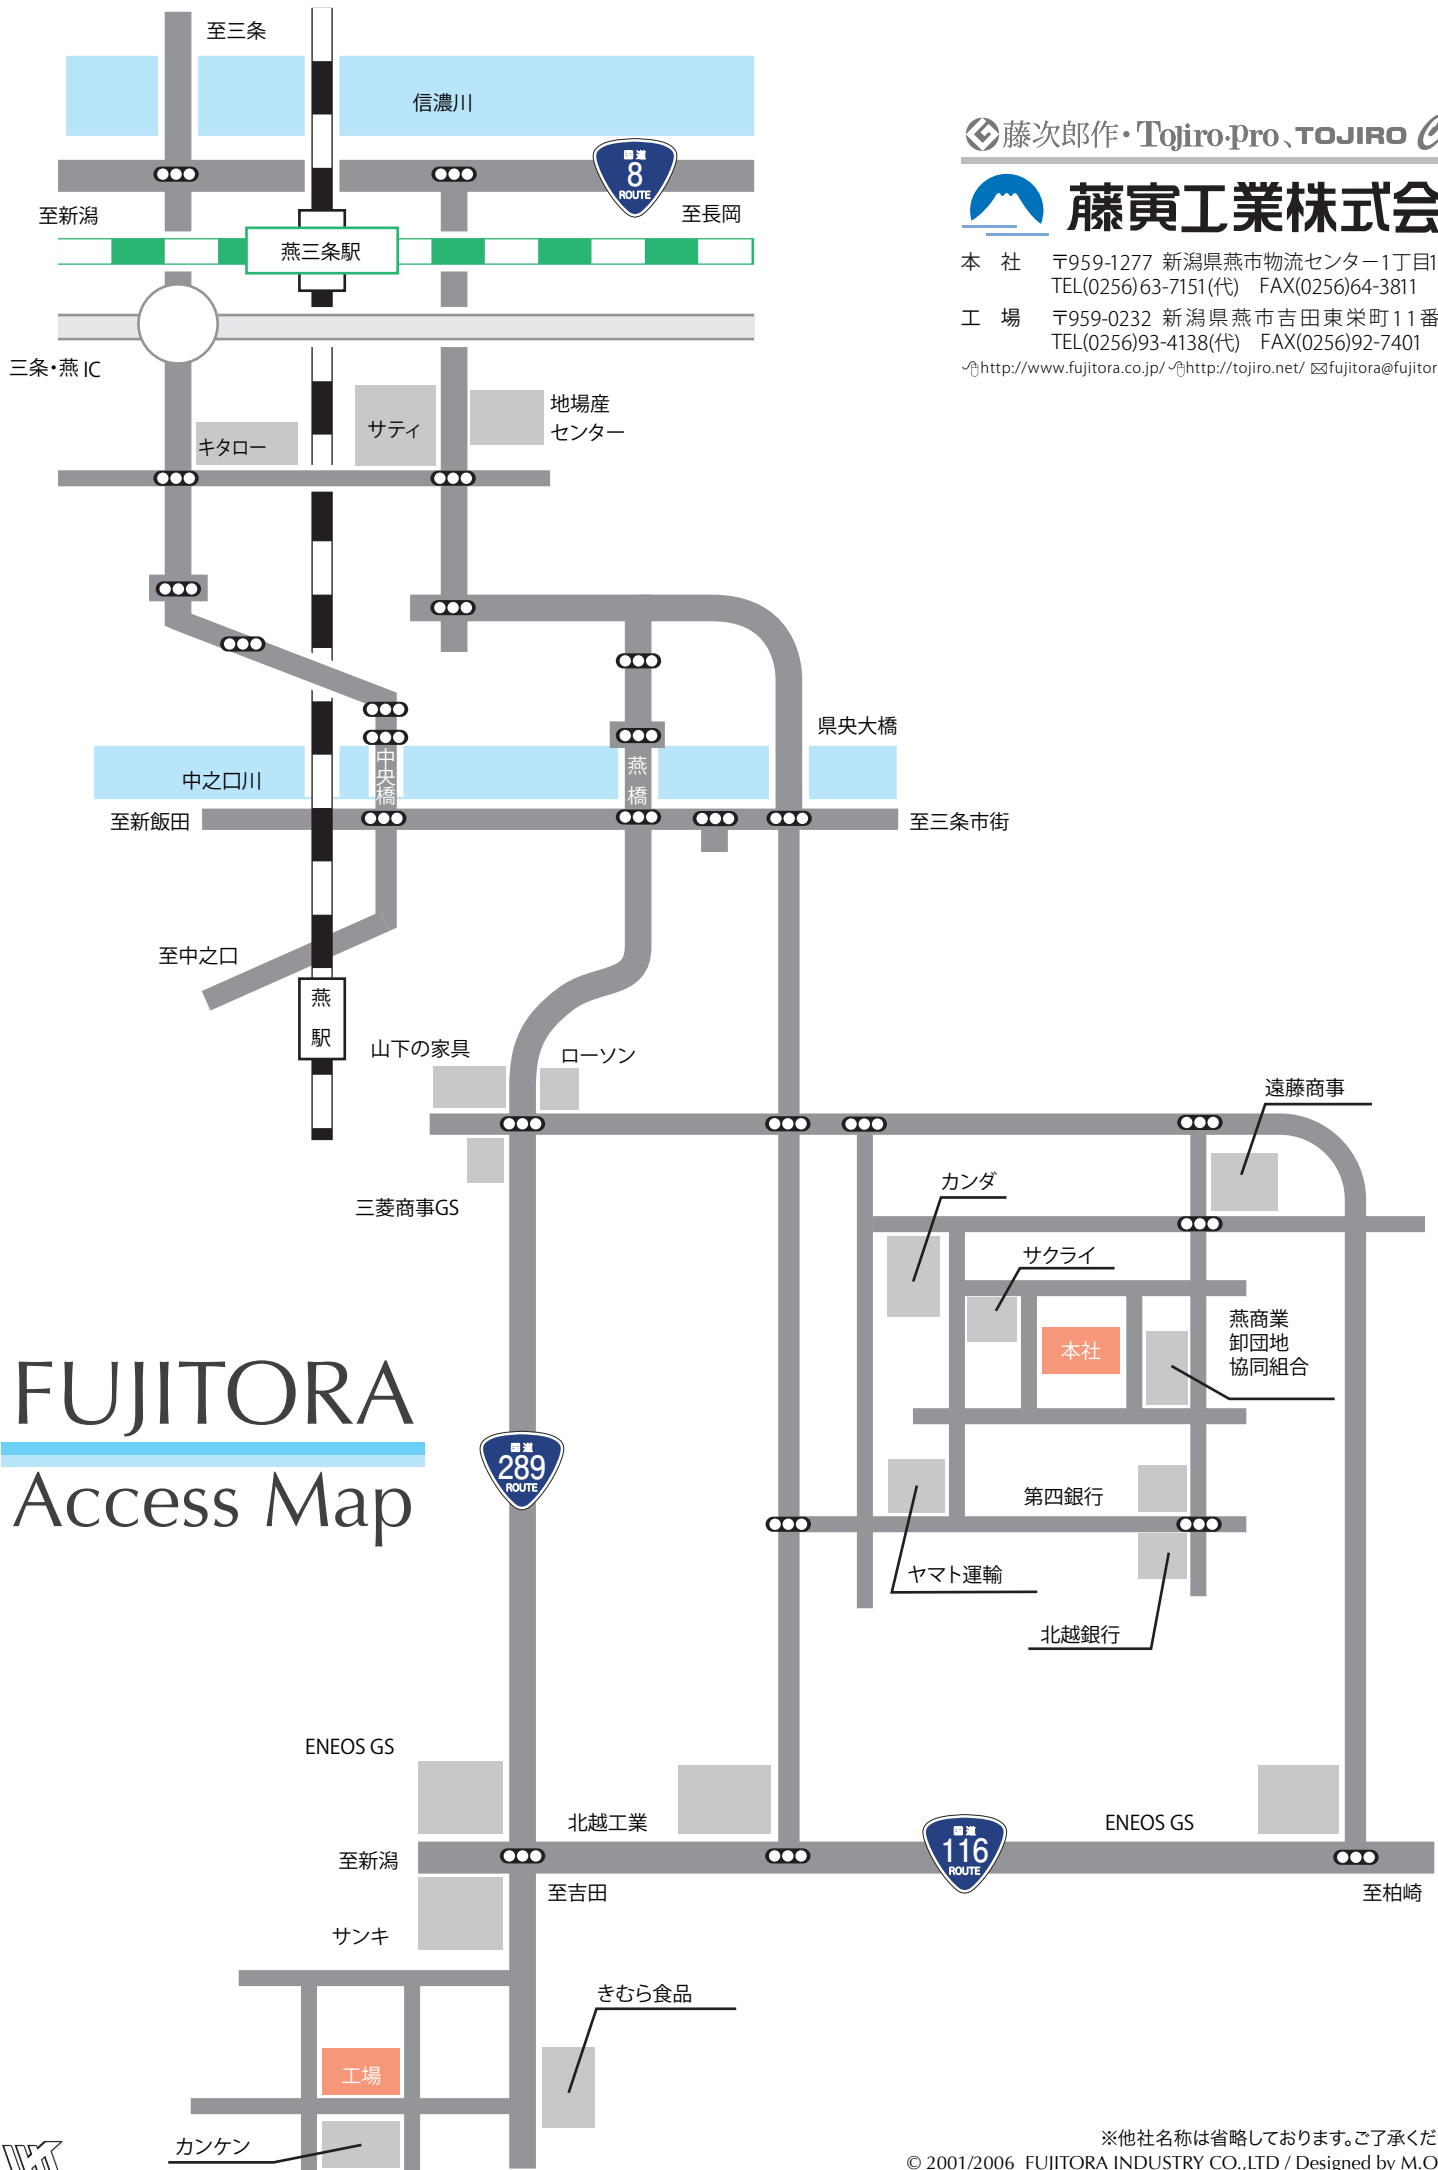 至三条
信濃川
国道
8
ROUTE
至新潟
至長岡
燕三条駅
三条・燕 IC
藤次郎作・Tojiro・pro、TOJIRO
藤寅工業株式会
本 社 〒959-1277 新潟県燕市物流センター1丁目1
TEL(0256)63-7151(代) FAX(0256)64-3811
工 場 〒959-0232 新潟県燕市吉田東栄町11番
TEL(0256)93-4138(代) FAX(0256)92-7401
http://www.fujitora.co.jp/ http://tojiro.net/ fujitora@fujitor
キタロー
サティ
地場産
センター
県央大橋
中之口川
中央橋
燕橋
至新飯田
至三条市街
至中之口
燕駅
山下の家具
ローソン
三菱商事GS
遠藤商事
カンダ
サクライ
本社
燕商業
卸団地
協同組合
FUJITORA
Access Map
国道
289
ROUTE
第四銀行
ヤマト運輸
北越銀行
ENEOS GS
北越工業
国道
116
ROUTE
ENEOS GS
至新潟
至吉田
至柏崎
サンキ
きむら食品
工場
カンケン
※他社名称は省略しております。ご了承くだ
© 2001/2006 FUJITORA INDUSTRY CO.,LTD / Designed by M.O